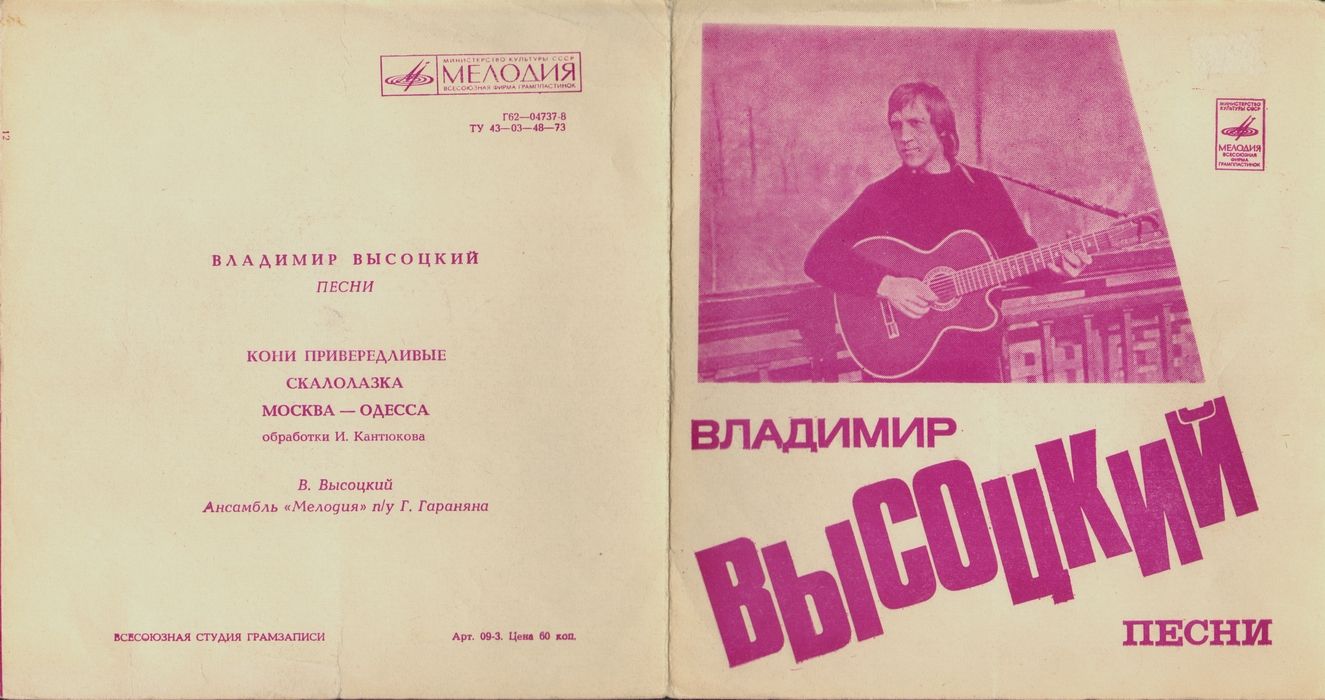 МИНИСТЕРСТВО КУЛЬТУРЫ СССР
МЕЛОДИЯ
ВСЕСОЮЗНАЯ ФИРМА ГРАМПЛАСТИНОК
Г62—04737-8
ТУ 43—03—48—73
12
ВЛАДИМИР ВЫСОЦКИЙ
ПЕСНИ
КОНИ ПРИВЕРЕДЛИВЫЕ
СКАЛОЛАЗКА
МОСКВА — ОДЕССА
обработки И. Кантюкова
В. Высоцкий
Ансамбль «Мелодия» п/у Г. Гараняна
ВСЕСОЮЗНАЯ СТУДИЯ ГРАМЗАПИСИ
Арт. 09-3. Цена 60 коп.
МИНИСТЕРСТВО
КУЛЬТУРЫ СССР
МЕЛОДИЯ
ВСЕСОЮЗНАЯ
ФИРМА
ГРАМПЛАСТИНОК
ВЛАДИМИР
ВЫСОЦКИЙ
ПЕСНИ